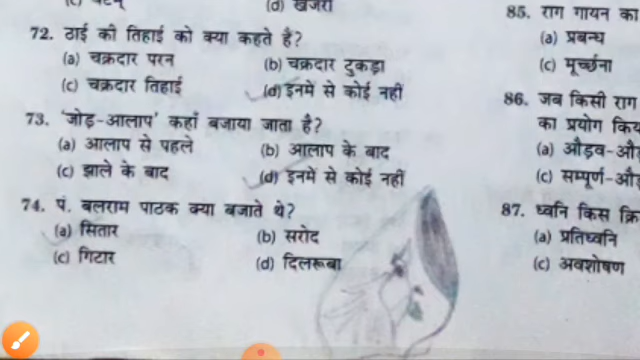 (d) खंजरी
72. ठाई की तिहाई को क्या कहते हैं?
(a) चक्रदार परन (b) चक्रदार टुकड़ा
(c) चक्रदार तिहाई (d) इनमें से कोई नहीं
73. 'जोड़-आलाप' कहाँ बजाया जाता है?
(a) आलाप से पहले (b) आलाप के बाद
(c) झाले के बाद (d) इनमें से कोई नहीं
74. पं. बलराम पाठक क्या बजाते थे?
(a) सितार (b) सरोद
(c) गिटार (d) दिलरूबा
85. राग गायन का
(a) प्रबन्ध
(c) मूर्च्छना
86. जब किसी राग
का प्रयोग किय
(a) औड़व-औ
(c) सम्पूर्ण-औ
87. ध्वनि किस क्रि
(a) प्रतिध्वनि
(c) अवशोषण